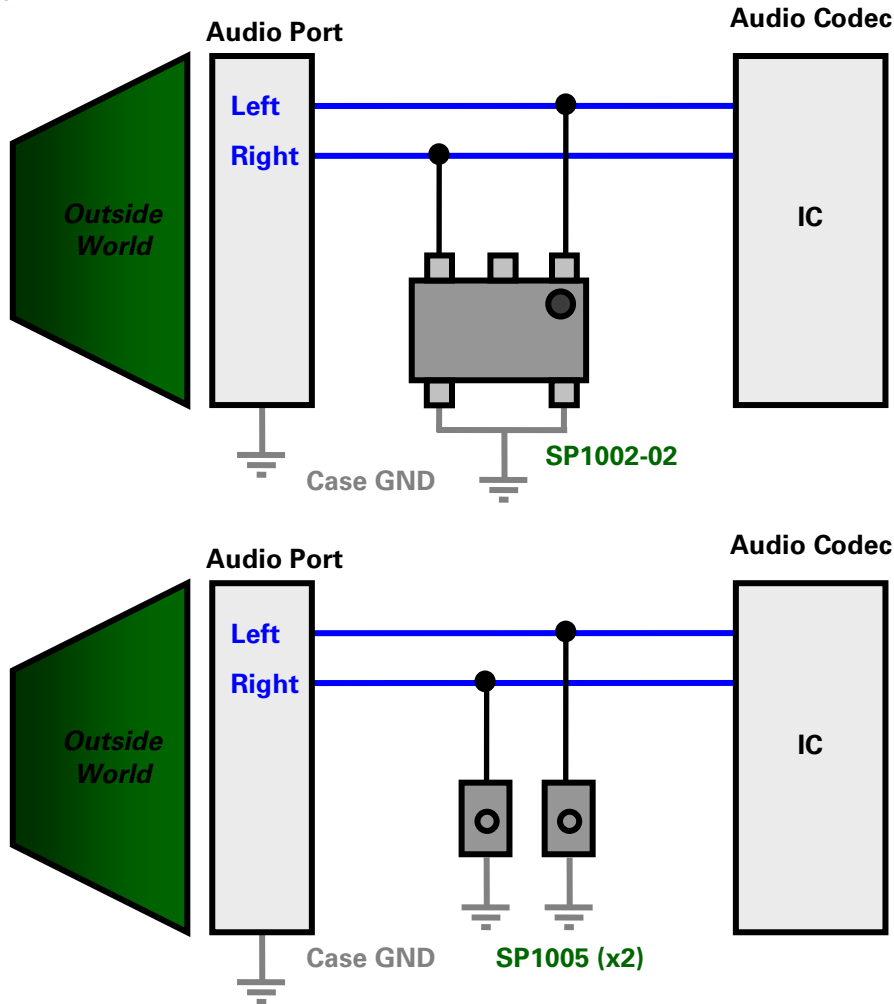 Audio Port
Audio Codec
Left
Right
Outside
World
IC
SP1002-02
Case GND
Audio Port
Audio Codec
Left
Right
Outside
World
IC
Case GND
SP1005 (x2)